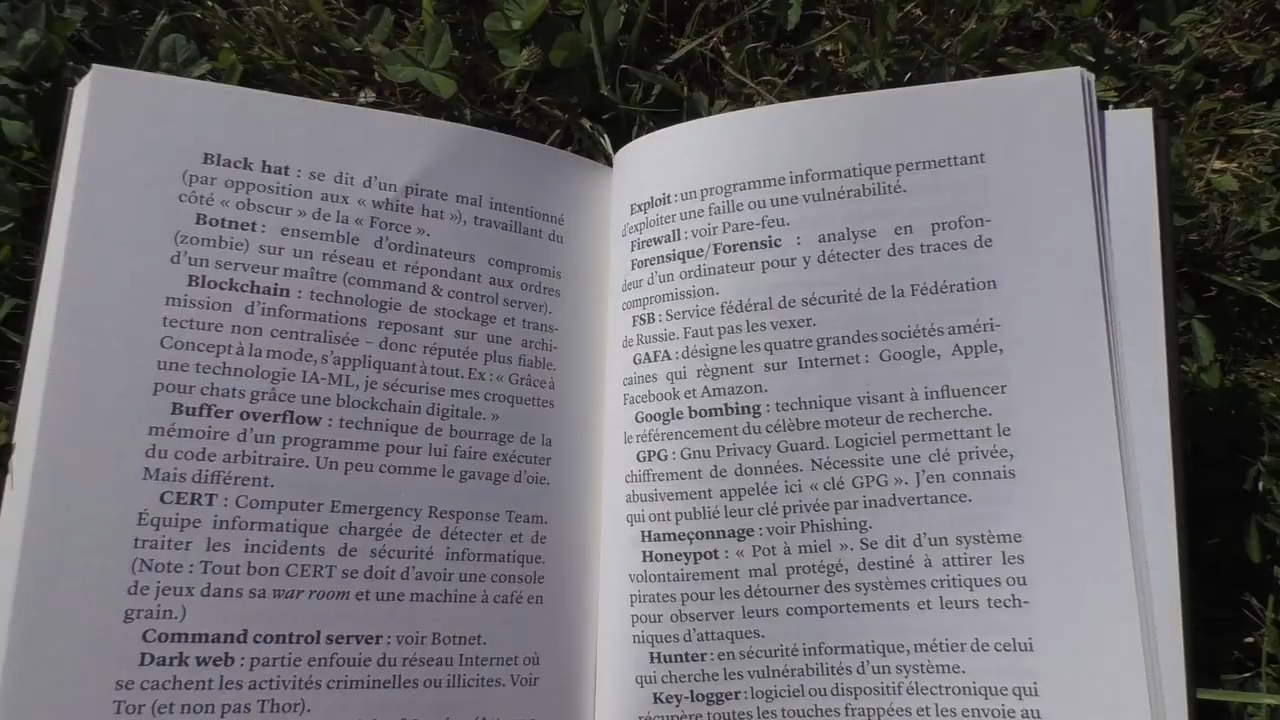 Black hat : se dit d'un pirate mal intentionné
(par opposition aux « white hat »), travaillant du
côté « obscur » de la « Force ».
Botnet : ensemble d'ordinateurs compromis
(zombie) sur un réseau et répondant aux ordres
d'un serveur maître (command & control server).
Blockchain : technologie de stockage et trans-
mission d'informations reposant sur une archi-
tecture non centralisée – donc réputée plus fiable.
Concept à la mode, s'appliquant à tout. Ex : « Grâce à
une technologie IA-ML, je sécurise mes croquettes
pour chats grâce une blockchain digitale. »
Buffer overflow : technique de bourrage de la
mémoire d'un programme pour lui faire exécuter
du code arbitraire. Un peu comme le gavage d'oie.
Mais différent.
CERT : Computer Emergency Response Team.
Équipe informatique chargée de détecter et de
traiter les incidents de sécurité informatique.
(Note : Tout bon CERT se doit d'avoir une console
de jeux dans sa war room et une machine à café en
grain.)
Command control server : voir Botnet.
Dark web : partie enfouie du réseau Internet où
se cachent les activités criminelles ou illicites. Voir
Tor (et non pas Thor).
Exploit : un programme informatique permettant
d'exploiter une faille ou une vulnérabilité.
Firewall : voir Pare-feu.
Forensique/Forensic : analyse en profon-
deur d'un ordinateur pour y détecter des traces de
compromission.
FSB : Service fédéral de sécurité de la Fédération
de Russie. Faut pas les vexer.
GAFA : désigne les quatre grandes sociétés améri-
caines qui règnent sur Internet : Google, Apple,
Facebook et Amazon.
Google bombing : technique visant à influencer
le référencement du célèbre moteur de recherche.
GPG : Gnu Privacy Guard. Logiciel permettant le
chiffrement de données. Nécessite une clé privée,
abusivement appelée ici « clé GPG ». J'en connais
qui ont publié leur clé privée par inadvertance.
Hameçonnage : voir Phishing.
Honeypot : « Pot à miel ». Se dit d'un système
volontairement mal protégé, destiné à attirer les
pirates pour les détourner des systèmes critiques ou
pour observer leurs comportements et leurs tech-
niques d'attaques.
Hunter : en sécurité informatique, métier de celui
qui cherche les vulnérabilités d'un système.
Key-logger : logiciel ou dispositif électronique qui
récupère toutes les touches frappées et les envoie au